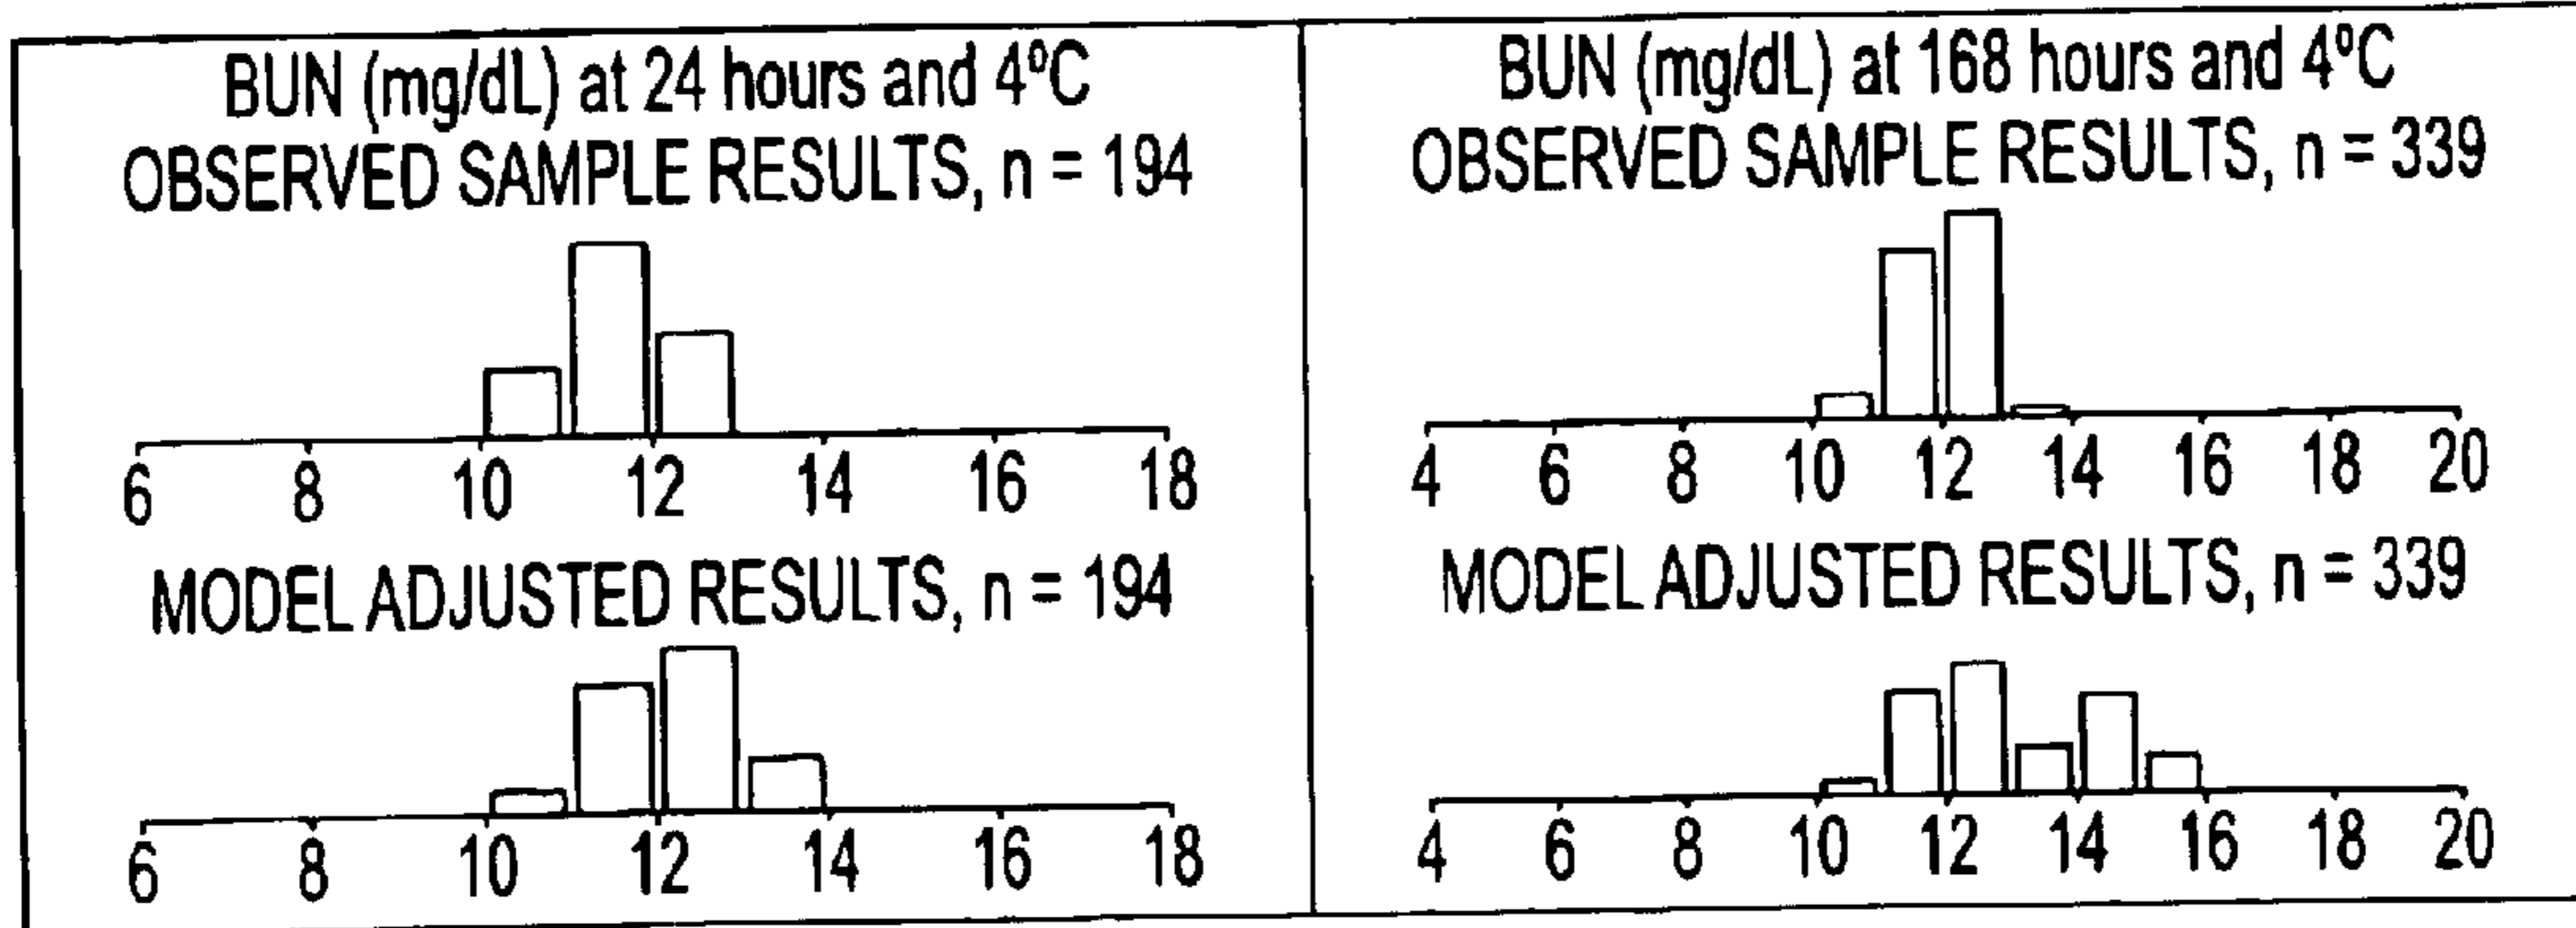 BUN (mg/dL) at 24 hours and 4ºC
OBSERVED SAMPLE RESULTS, n = 194
6 8 10 12 14 16 18
MODEL ADJUSTED RESULTS, n = 194
6 8 10 12 14 16 18
BUN (mg/dL) at 168 hours and 4ºC
OBSERVED SAMPLE RESULTS, n = 339
4 6 8 10 12 14 16 18 20
MODEL ADJUSTED RESULTS, n = 339
4 6 8 10 12 14 16 18 20